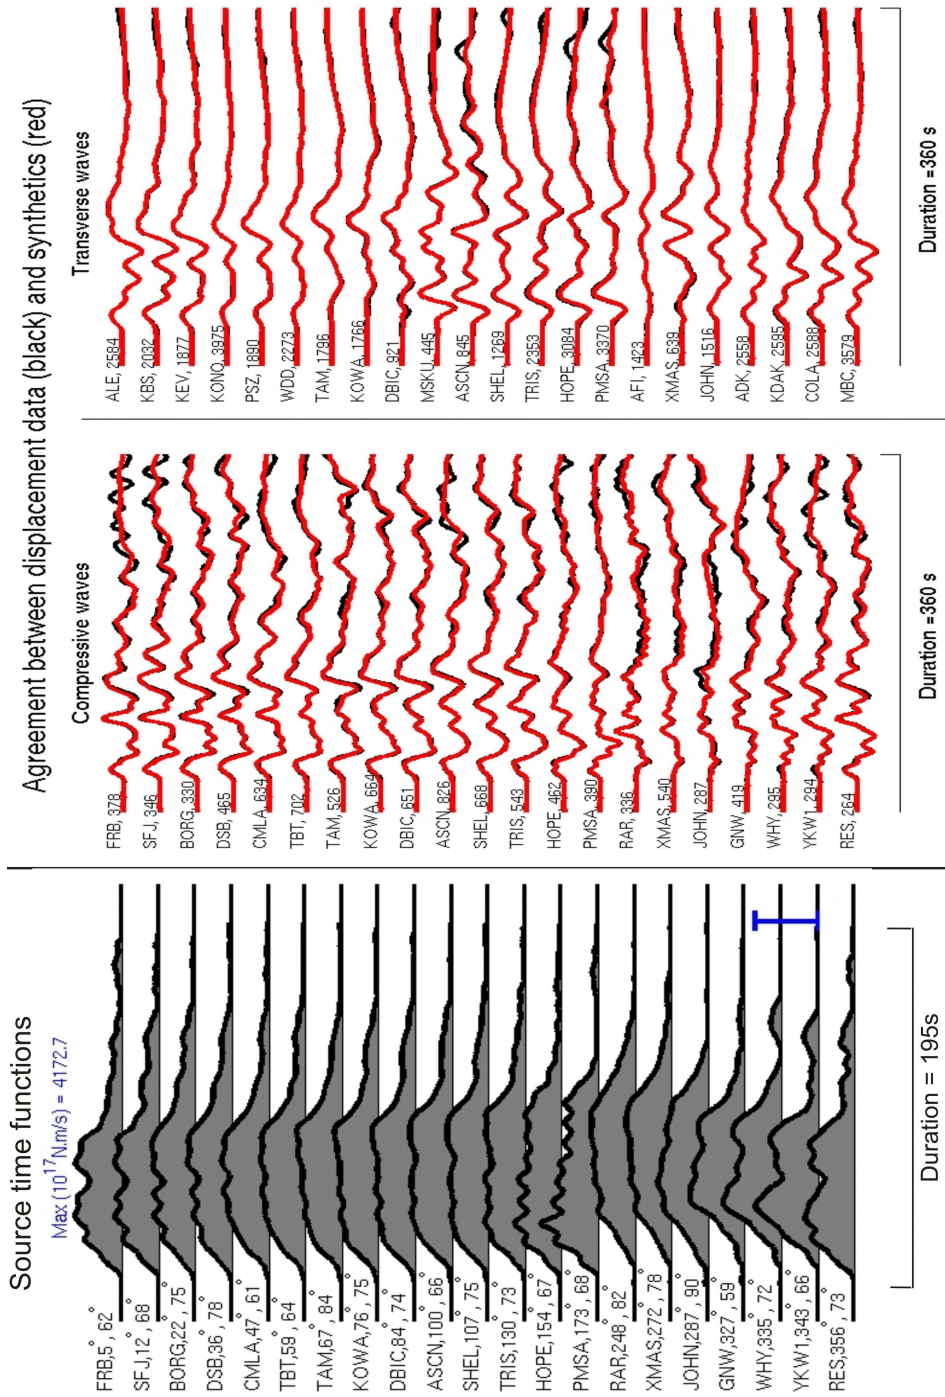 Source time functions
Max (10^17 N.m/s) = 4172.7
FRB,5°, 62°
SFJ,12°, 68°
BORG,22°, 75°
DSB,36°, 78°
CMLA,47°, 61°
TBT,59°, 64°
TAM,67°, 84°
KOWA,76°, 75°
DBIC,84°, 74°
ASCN,100°, 66°
SHEL,107°, 75°
TRIS,130°, 73°
HOPE,154°, 67°
PMSA,173°, 68°
RAR,248°, 82°
XMAS,272°, 78°
JOHN,287°, 90°
GNW,327°, 59°
WHY,335°, 72°
YKW1,343°, 66°
RES,356°, 73°
Duration = 195s
Agreement between displacement data (black) and synthetics (red)
Compressive waves
FRB, 378
SFJ, 346
BORG, 330
DSB, 465
CMLA, 634
TBT, 702
TAM, 526
KOWA, 664
DBIC, 651
ASCN, 826
SHEL, 668
TRIS, 543
HOPE, 462
PMSA, 390
RAR, 336
XMAS, 540
JOHN, 287
GNW, 419
WHY, 295
YKW1, 294
RES, 264
Duration =360 s
Transverse waves
ALE, 2584
KBS, 2032
KEV, 1877
KONO, 3975
PSZ, 1890
WDD, 2273
TAM, 1796
KOWA, 1766
DBIC, 921
MSKU, 445
ASCN, 845
SHEL, 1269
TRIS, 2353
HOPE, 3084
PMSA, 3370
AFI, 1423
XMAS, 639
JOHN, 1516
ADK, 2558
KDAK, 2595
COLA, 2588
MBC, 3579
Duration =360 s